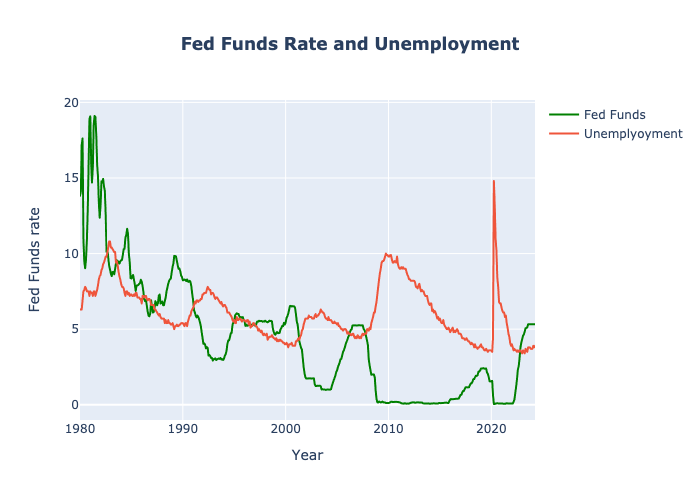 Fed Funds Rate and Unemployment
Fed Funds
Unemplyoyment
Fed Funds rate
20
15
10
5
0
1980
1990
2000
2010
2020
Year